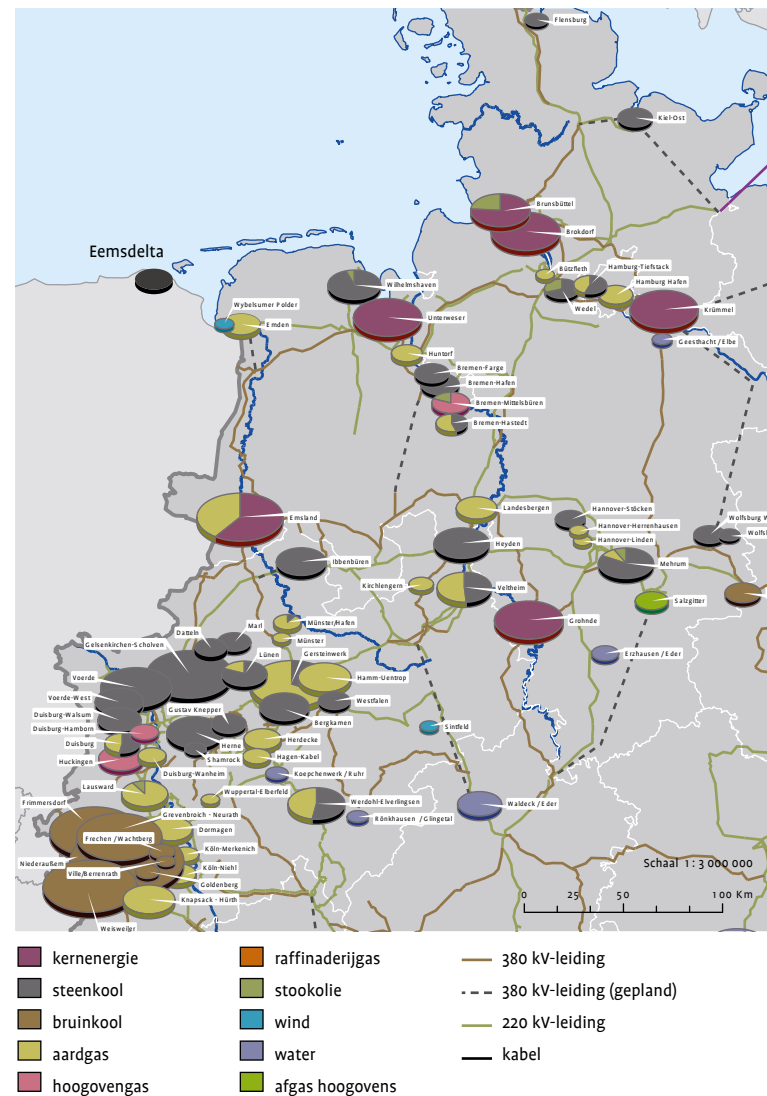 Flensburg
Kiel-Ost
Brunsbüttel
Brokdorf
Eemsdelta
Bützfleth
Hamburg-Tiefstack
Wilhelmshaven
Hamburg Hafen
Wybelsumer Polder
Wedel
Krümmel
Emden
Unterweser
Geesthacht / Elbe
Huntorf
Bremen-Farge
Bremen-Hafen
Bremen-Mittelsbüren
Bremen-Hastedt
Landesbergen
Hannover-Stöcken
Emsland
Wolfsburg W
Hannover-Herrenhausen
Wolfsb
Hannover-Linden
Heyden
Ibbenbüren
Mehrum
Kirchlengern
Veltheim
Salzgitter
Münster/Hafen
Grohnde
Marl
Datteln
Münster
Gelsenkirchen-Scholven
Lünen
Gersteinwerk
Erzhausen / Eder
Voerde
Hamm-Uentrop
Voerde-West
Westfalen
Gustav Knepper
Duisburg-Walsum
Bergkamen
Duisburg-Hamborn
Sintfeld
Duisburg
Herne
Herdecke
Shamrock
Hagen-Kabel
Huckingen
Duisburg-Wanheim
Koepchenwerk / Ruhr
Lausward
Wuppertal-Elberfeld
Werdohl-Elverlingsen
Waldeck / Eder
Frimmersdorf
Grevenbroich - Neurath
Rönkhausen / Glingetal
Dormagen
Frechen / Wachtberg
Köln-Merkenich
Niederaußem
Köln-Niehl
Ville/Berrenrath
Goldenberg
Knapsack - Hürth
Weisweiler
Schaal 1 : 3 000 000
0 25 50 100 Km
kernenergie
steenkool
bruinkool
aardgas
hoogovengas
raffinaderijgas
stookolie
wind
water
afgas hoogovens
380 kV-leiding
380 kV-leiding (gepland)
220 kV-leiding
kabel